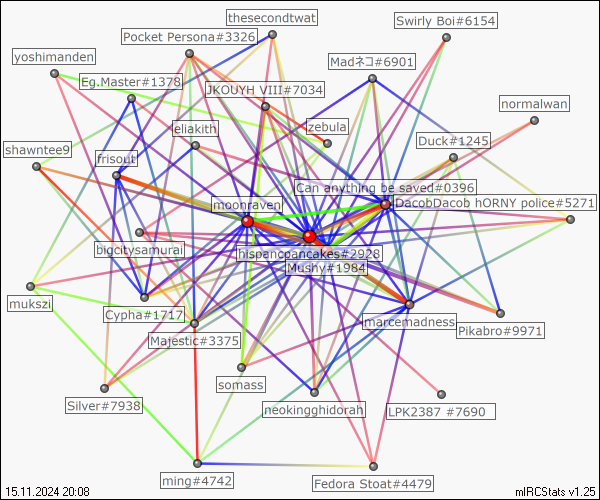 thesecondtwat
Swirly Boi#6154
Pocket Persona#3326
yoshimanden
Madネコ#6901
Eg.Master#1378
JKOUYH VIII#7034
normalwan
eliakith
zebula
Duck#1245
shawntee9
frisout
Can anything be saved#0396
moonraven
DacobDacob hORNY police#5271
bigcitysamurai
hispancopancakes#2928
Mushy#1984
mukszi
Cypha#1717
marcemadness
Pikabro#9971
Majestic#3375
somass
Silver#7938
neokingghidorah
LPK2387 #7690
ming#4742
Fedora Stoat#4479
15.11.2024 20:08
mIRCStats v1.25